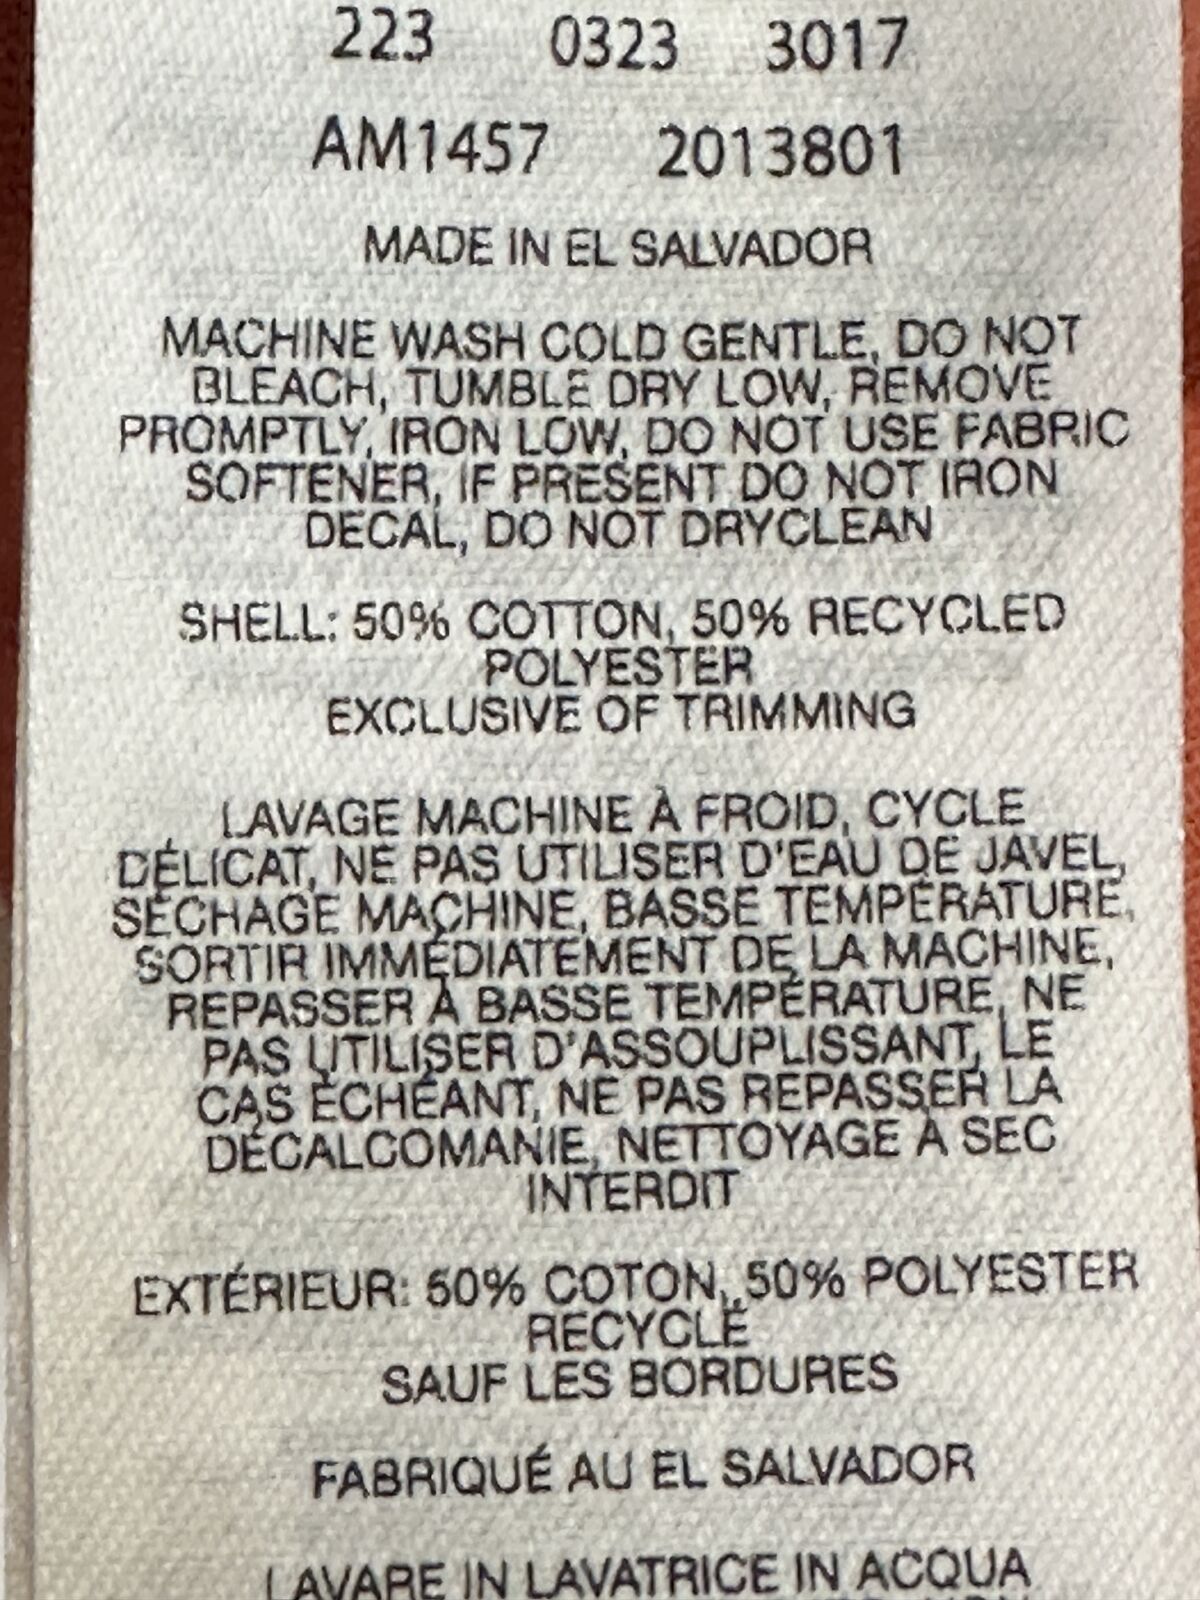 223 0323 3017
AM1457 2013801
MADE IN EL SALVADOR
MACHINE WASH COLD GENTLE, DO NOT
BLEACH, TUMBLE DRY LOW, REMOVE
PROMPTLY, IRON LOW, DO NOT USE FABRIC
SOFTENER, IF PRESENT DO NOT IRON
DECAL, DO NOT DRYCLEAN
SHELL: 50% COTTON, 50% RECYCLED
POLYESTER
EXCLUSIVE OF TRIMMING
LAVAGE MACHINE À FROID, CYCLE
DÉLICAT, NE PAS UTILISER D'EAU DE JAVEL,
SÉCHAGE MACHINE, BASSE TEMPÉRATURE,
SORTIR IMMÉDIATEMENT DE LA MACHINE,
REPASSER À BASSE TEMPÉRATURE, NE
PAS UTILISER D'ASSOUPLISSANT, LE
CAS ÉCHÉANT, NE PAS REPASSER LA
DÉCALCOMANIE, NETTOYAGE À SEC
INTERDIT
EXTÉRIEUR: 50% COTON, 50% POLYESTER
RECYCLÉ
SAUF LES BORDURES
FABRIQUÉ AU EL SALVADOR
LAVARE IN LAVATRICE IN ACQUA